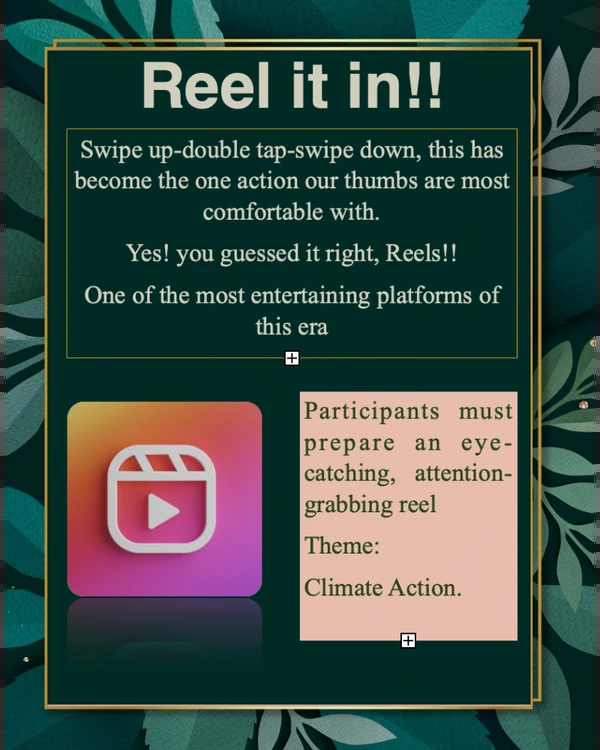 Reel it in!!
Swipe up-double tap-swipe down, this has
become the one action our thumbs are most
comfortable with.
Yes! you guessed it right, Reels!!
One of the most entertaining platforms of
this era
Participants must
prepare an eye-
catching, attention-
grabbing reel
Theme:
Climate Action.